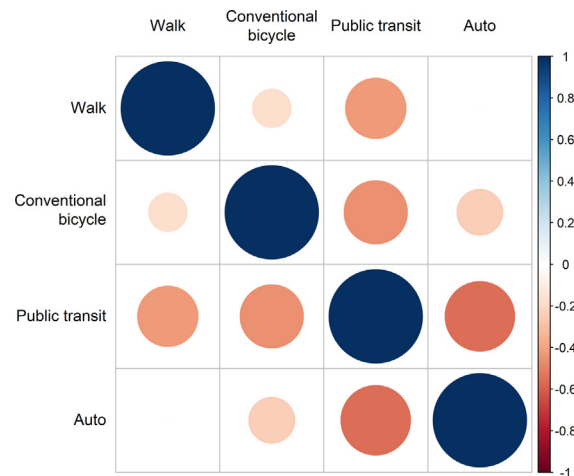 Walk
Conventional
bicycle
Public transit
Auto
Walk
Conventional
bicycle
Public transit
Auto
1
0.8
0.6
0.4
0.2
0
-0.2
-0.4
-0.6
-0.8
-1